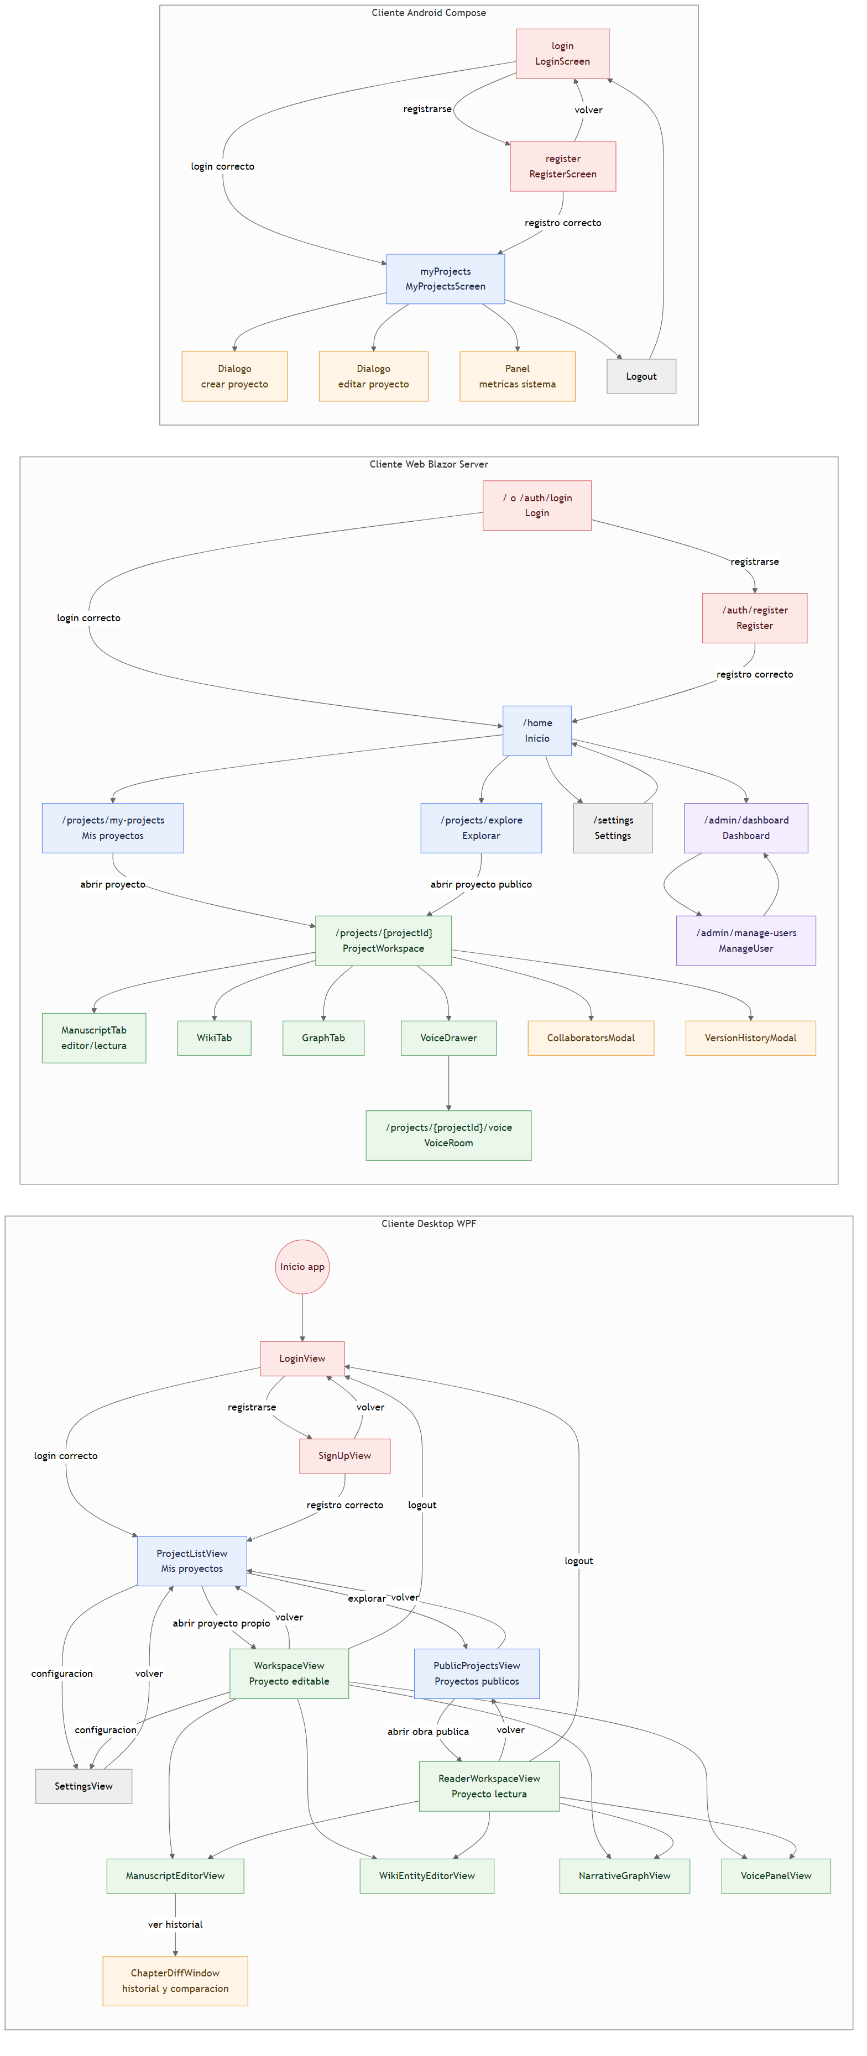 Cliente Android Compose
login
LoginScreen
registrarse
volver
login correcto
register
RegisterScreen
registro correcto
myProjects
MyProjectsScreen
Dialogo
crear proyecto
Dialogo
editar proyecto
Panel
metricas sistema
Logout
Cliente Web Blazor Server
/ o /auth/login
Login
registrarse
login correcto
/auth/register
Register
registro correcto
/home
Inicio
/projects/my-projects
Mis proyectos
/projects/explore
Explorar
/settings
Settings
/admin/dashboard
Dashboard
abrir proyecto
abrir proyecto publico
/projects/{projectId}
ProjectWorkspace
/admin/manage-users
ManageUser
ManuscriptTab
editor/lectura
WikiTab
GraphTab
VoiceDrawer
CollaboratorsModal
VersionHistoryModal
/projects/{projectId}/voice
VoiceRoom
Cliente Desktop WPF
Inicio app
LoginView
registrarse
volver
login correcto
SignUpView
registro correcto
logout
ProjectListView
Mis proyectos
logout
explorar
volver
abrir proyecto propio
volver
configuracion
volver
WorkspaceView
Proyecto editable
PublicProjectsView
Proyectos publicos
configuracion
abrir obra publica
volver
SettingsView
ReaderWorkspaceView
Proyecto lectura
ManuscriptEditorView
WikiEntityEditorView
NarrativeGraphView
VoicePanelView
ver historial
ChapterDiffWindow
historial y comparacion